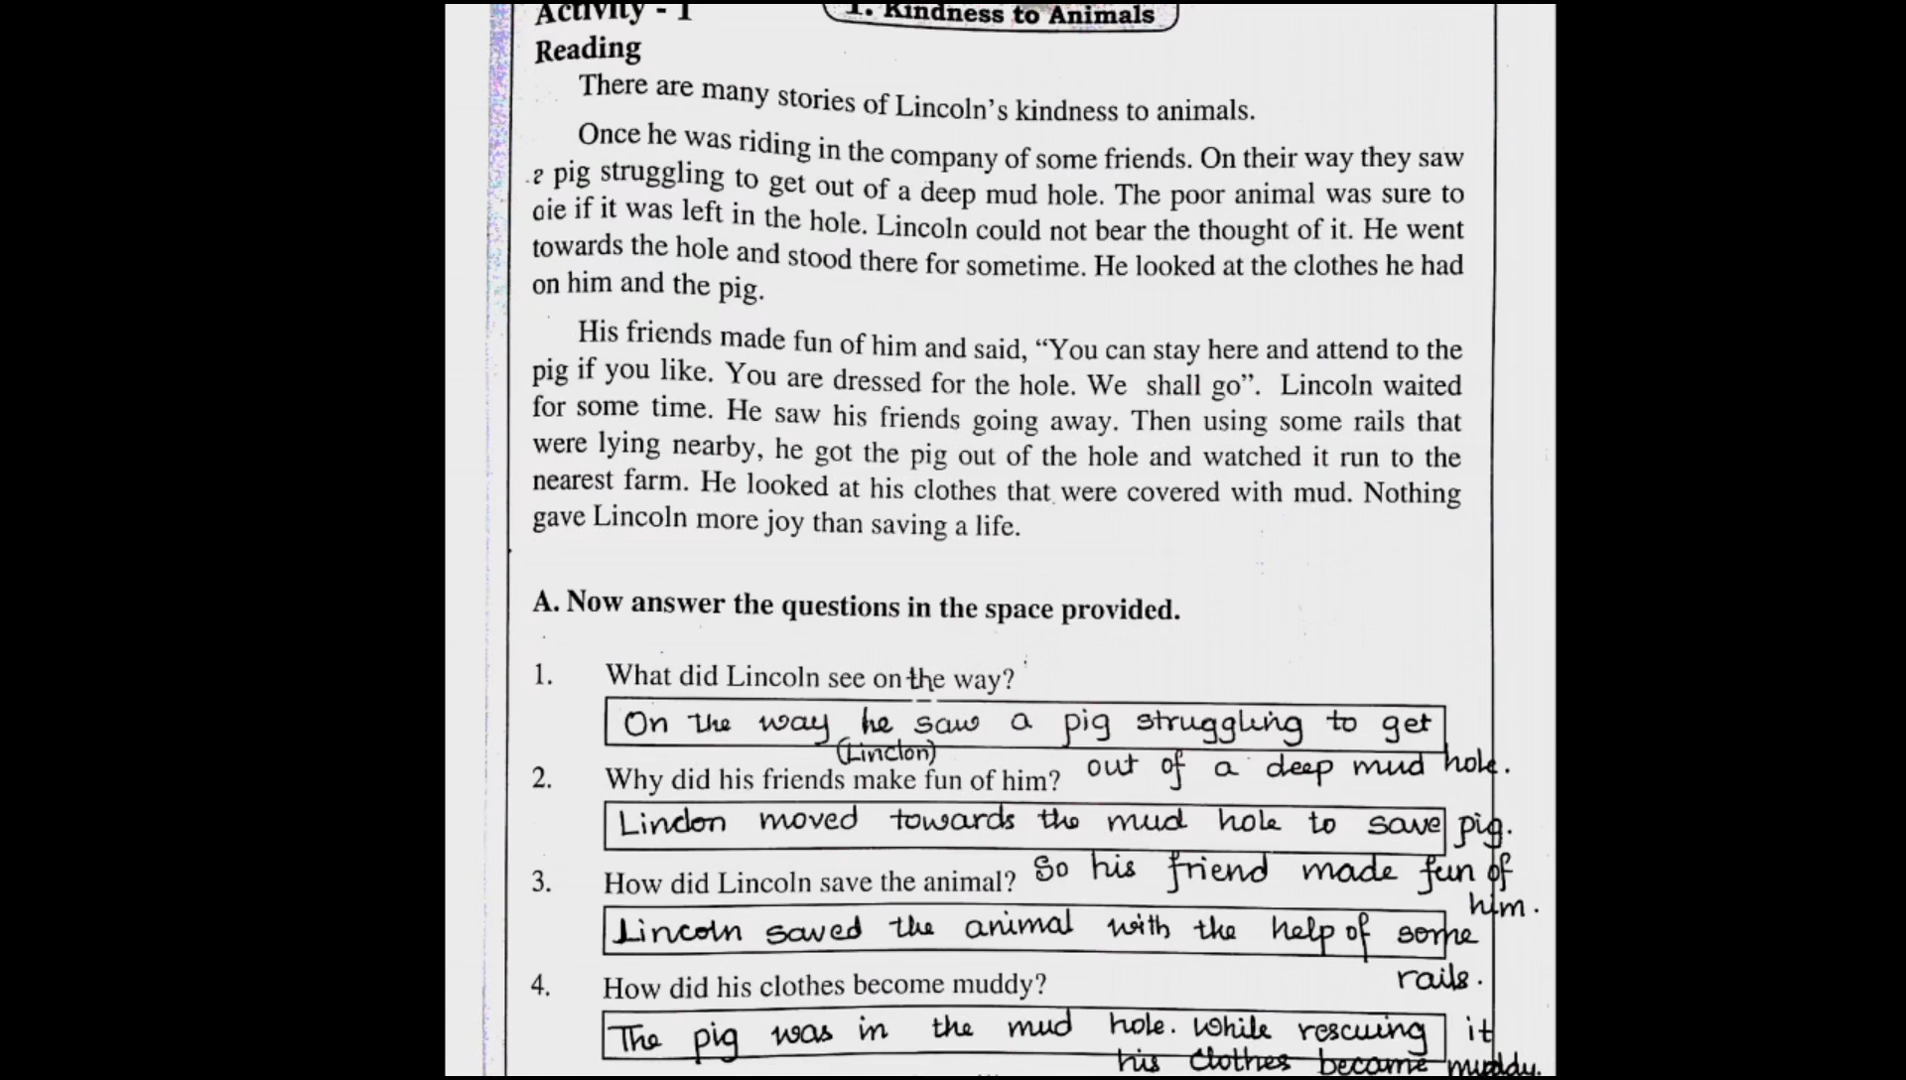 Activity - 1
1. Kindness to Animals
Reading
There are many stories of Lincoln's kindness to animals.
Once he was riding in the company of some friends. On their way they saw
a pig struggling to get out of a deep mud hole. The poor animal was sure to
die if it was left in the hole. Lincoln could not bear the thought of it. He went
towards the hole and stood there for sometime. He looked at the clothes he had
on him and the pig.
His friends made fun of him and said, “You can stay here and attend to the
pig if you like. You are dressed for the hole. We shall go”. Lincoln waited
for some time. He saw his friends going away. Then using some rails that
were lying nearby, he got the pig out of the hole and watched it run to the
nearest farm. He looked at his clothes that were covered with mud. Nothing
gave Lincoln more joy than saving a life.
A. Now answer the questions in the space provided.
1. What did Lincoln see on the way?
On the way he saw a pig struggling to get
(Linclon)
out of a deep mud hole.
2. Why did his friends make fun of him?
Linclon moved towards the mud hole to save pig.
So his friend made fun of
him.
3. How did Lincoln save the animal?
Lincoln saved the animal with the help of some
rails.
4. How did his clothes become muddy?
The pig was in the mud hole. While rescuing it
his clothes became muddy.